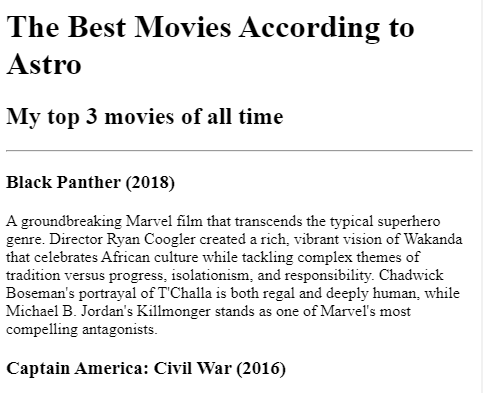 The Best Movies According to
Astro
My top 3 movies of all time
Black Panther (2018)
A groundbreaking Marvel film that transcends the typical superhero
genre. Director Ryan Coogler created a rich, vibrant vision of Wakanda
that celebrates African culture while tackling complex themes of
tradition versus progress, isolationism, and responsibility. Chadwick
Boseman's portrayal of T'Challa is both regal and deeply human, while
Michael B. Jordan's Killmonger stands as one of Marvel's most
compelling antagonists.
Captain America: Civil War (2016)